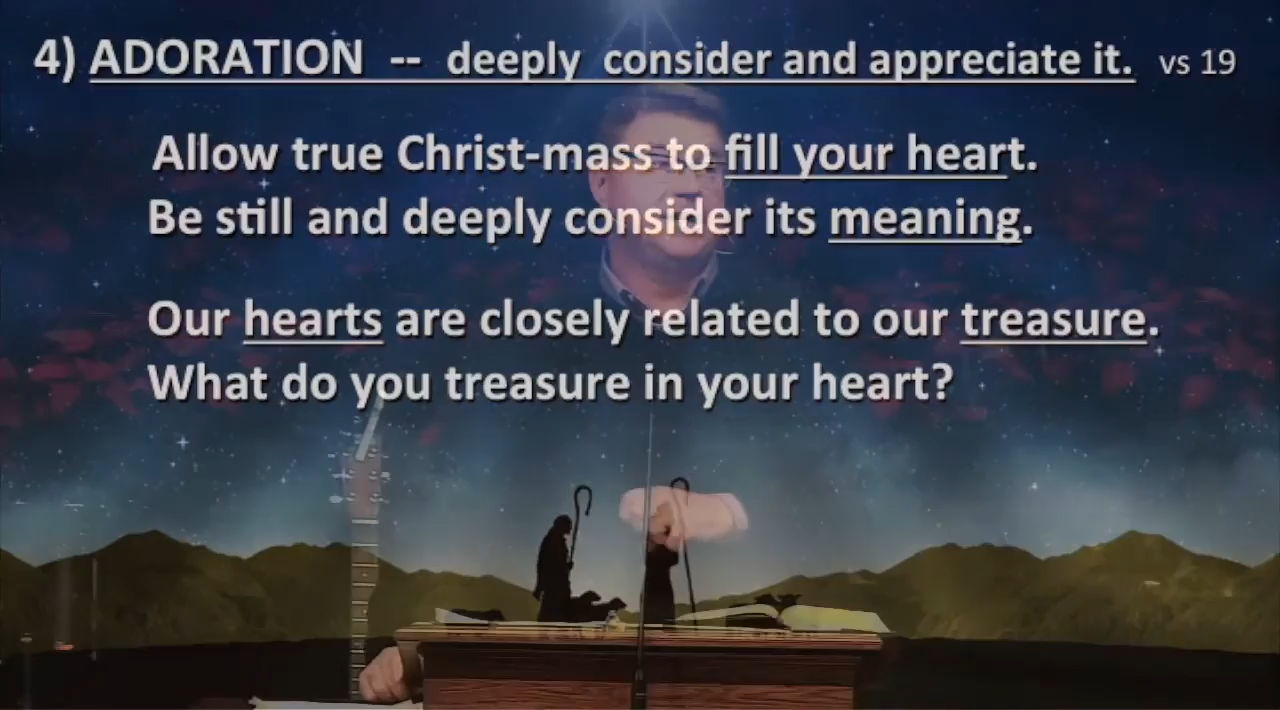 4) ADORATION -- deeply consider and appreciate it. vs 19
Allow true Christ-mass to fill your heart.
Be still and deeply consider its meaning.
Our hearts are closely related to our treasure.
What do you treasure in your heart?